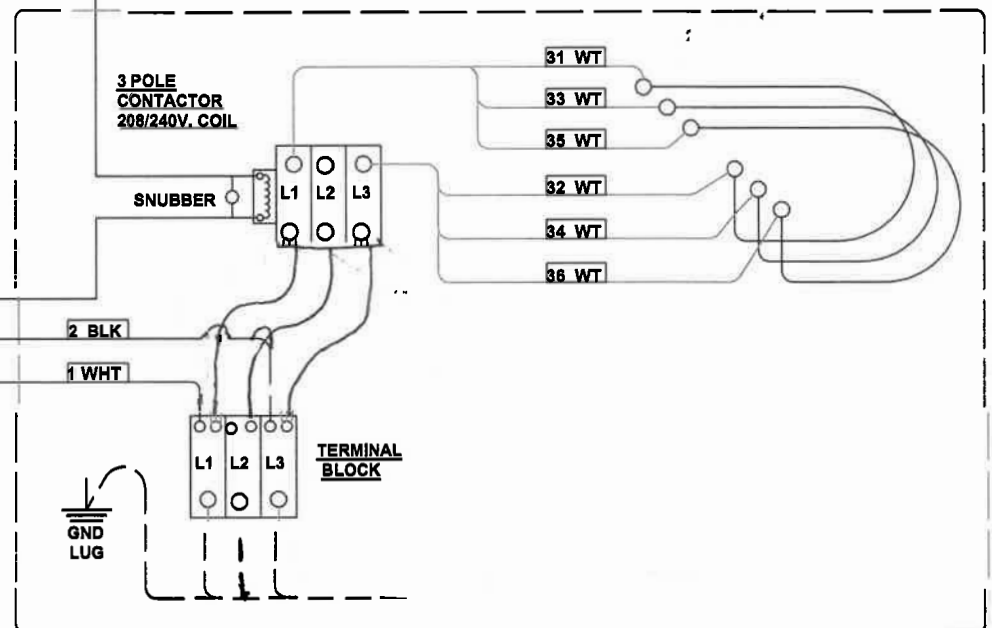 3 POLE
CONTACTOR
208/240V. COIL
31 WT
33 WT
35 WT
SNUBBER
L1 L2 L3
32 WT
34 WT
36 WT
2 BLK
1 WHT
L1 L2 L3
TERMINAL
BLOCK
GND
LUG